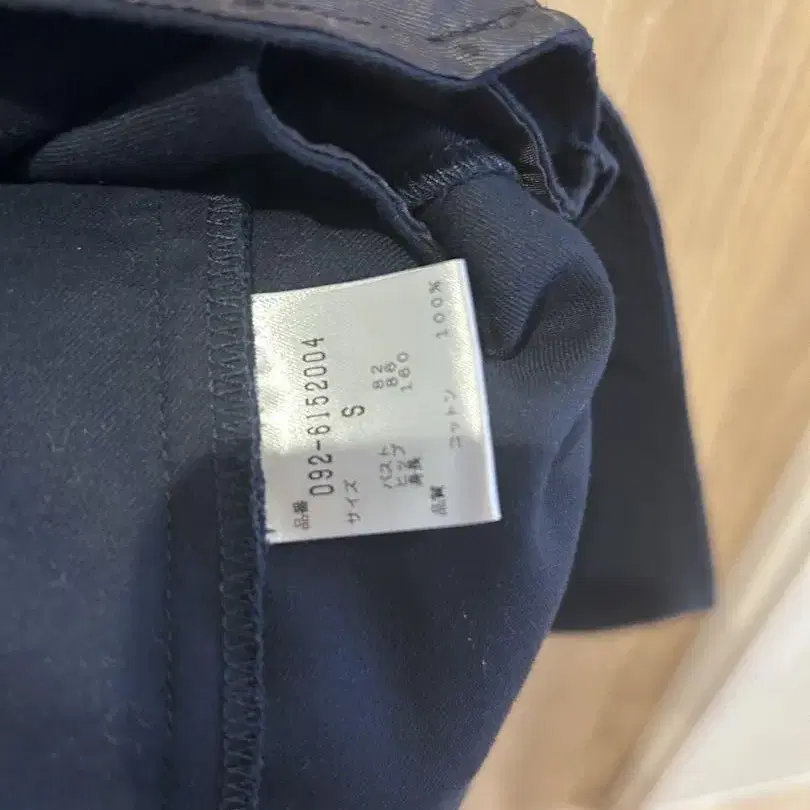 品番 092-6152004
サイズ S
バスト 82
ヒップ 86
身長 160
品質 コットン 100%